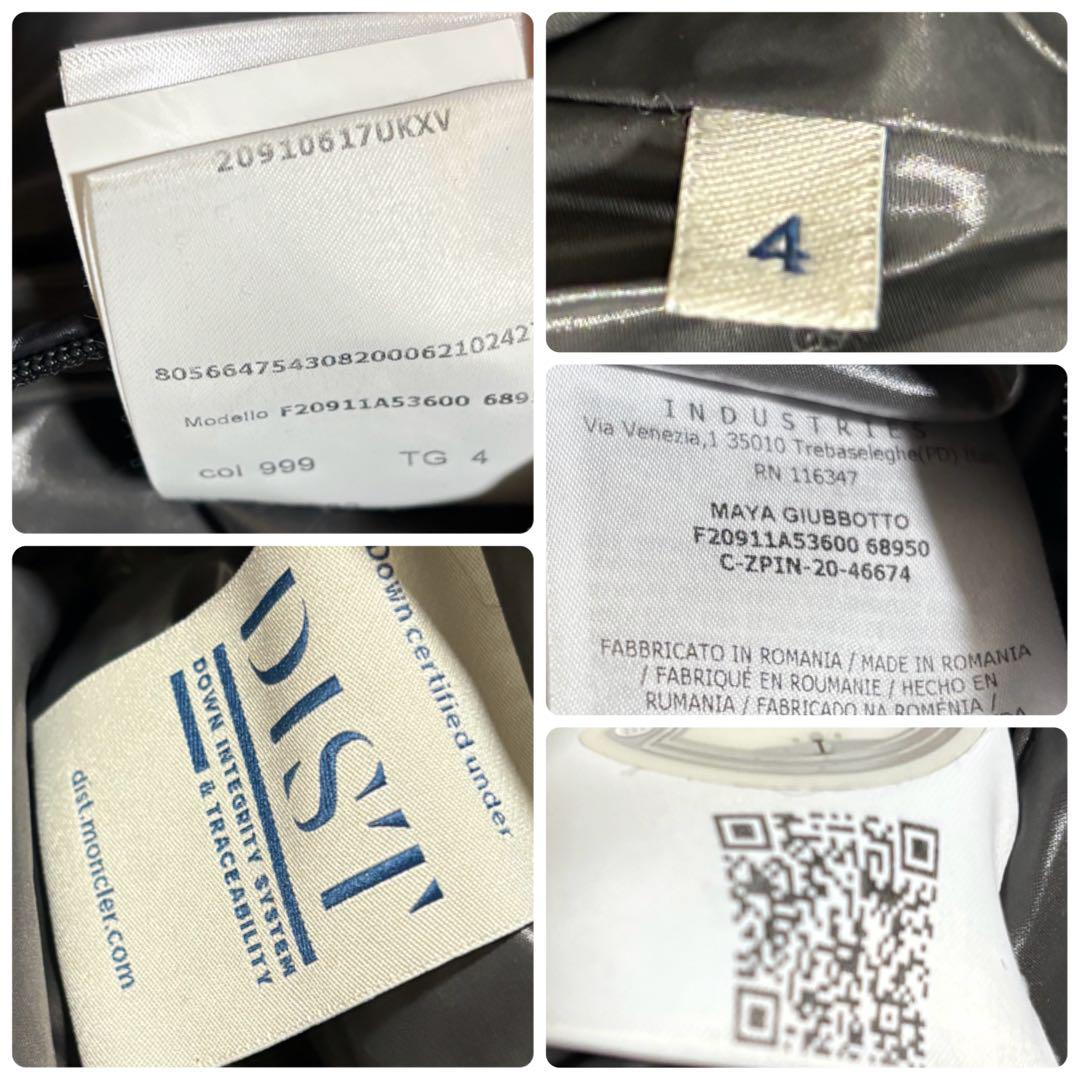 20910617UKXV
8056647543082000621024
Modello F20911A53600 689
col 999 TG 4
4
INDUSTRIES
Via Venezia,1 35010 Trebaseleghe(PD)
RN 116347
MAYA GIUBBOTTO
F20911A53600 68950
C-ZPIN-20-46674
FABBRICATO IN ROMANIA / MADE IN ROMANIA
/ FABRIQUÉ EN ROUMANIE / HECHO EN
RUMANIA / FABRICADO NA ROMÉNIA /
Down certified under
DIST
DOWN INTEGRITY SYSTEM
& TRACEABILITY
dist.moncler.com